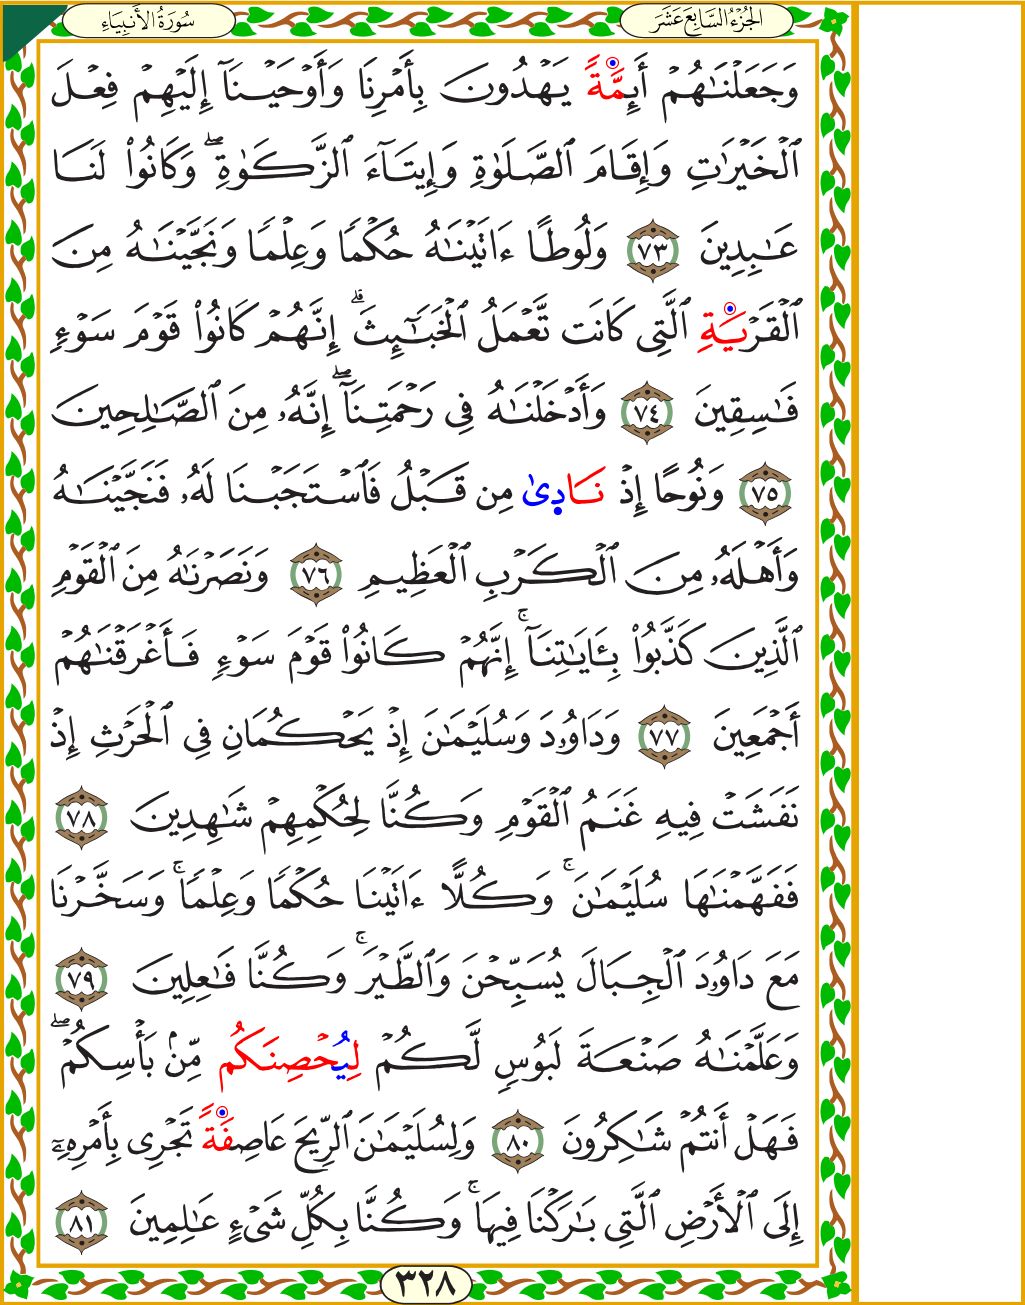 الجُزْءُ السَّابِعَ عَشَرَ
سُورَةُ الأَنبِيَاءِ
وَجَعَلْنَٰهُمْ أَئِمَّةً يَهْدُونَ بِأَمْرِنَا وَأَوْحَيْنَآ إِلَيْهِمْ فِعْلَ
ٱلْخَيْرَٰتِ وَإِقَامَ ٱلصَّلَوٰةِ وَإِيتَآءَ ٱلزَّكَوٰةِ ۖ وَكَانُوا۟ لَنَا
عَٰبِدِينَ ٧٣ وَلُوطًا ءَاتَيْنَٰهُ حُكْمًا وَعِلْمًا وَنَجَّيْنَٰهُ مِنَ
ٱلْقَرْيَةِ ٱلَّتِى كَانَت تَّعْمَلُ ٱلْخَبَٰٓئِثَ ۗ إِنَّهُمْ كَانُوا۟ قَوْمَ سَوْءٍ
فَٰسِقِينَ ٧٤ وَأَدْخَلْنَٰهُ فِى رَحْمَتِنَآ ۖ إِنَّهُۥ مِنَ ٱلصَّٰلِحِينَ
٧٥ وَنُوحًا إِذْ نَادِىٰ مِن قَبْلُ فَٱسْتَجَبْنَا لَهُۥ فَنَجَّيْنَٰهُ
وَأَهْلَهُۥ مِنَ ٱلْكَرْبِ ٱلْعَظِيمِ ٧٦ وَنَصَرْنَٰهُ مِنَ ٱلْقَوْمِ
ٱلَّذِينَ كَذَّبُوا۟ بِـَٔايَٰتِنَآ ۚ إِنَّهُمْ كَانُوا۟ قَوْمَ سَوْءٍ فَأَغْرَقْنَٰهُمْ
أَجْمَعِينَ ٧٧ وَدَاوُۥدَ وَسُلَيْمَٰنَ إِذْ يَحْكُمَانِ فِى ٱلْحَرْثِ إِذْ
نَفَشَتْ فِيهِ غَنَمُ ٱلْقَوْمِ وَكُنَّا لِحُكْمِهِمْ شَٰهِدِينَ ٧٨
فَفَهَّمْنَٰهَا سُلَيْمَٰنَ ۚ وَكُلًّا ءَاتَيْنَا حُكْمًا وَعِلْمًا ۚ وَسَخَّرْنَا
مَعَ دَاوُۥدَ ٱلْجِبَالَ يُسَبِّحْنَ وَٱلطَّيْرَ ۚ وَكُنَّا فَٰعِلِينَ ٧٩
وَعَلَّمْنَٰهُ صَنْعَةَ لَبُوسٍ لَّكُمْ لِيُحْصِنَكُم مِّنۢ بَأْسِكُمْ ۖ
فَهَلْ أَنتُمْ شَٰكِرُونَ ٨٠ وَلِسُلَيْمَٰنَ ٱلرِّيحَ عَاصِفَةً تَجْرِى بِأَمْرِهِۦٓ
إِلَى ٱلْأَرْضِ ٱلَّتِى بَٰرَكْنَا فِيهَا ۚ وَكُنَّا بِكُلِّ شَىْءٍ عَٰلِمِينَ ٨١
٣٢٨